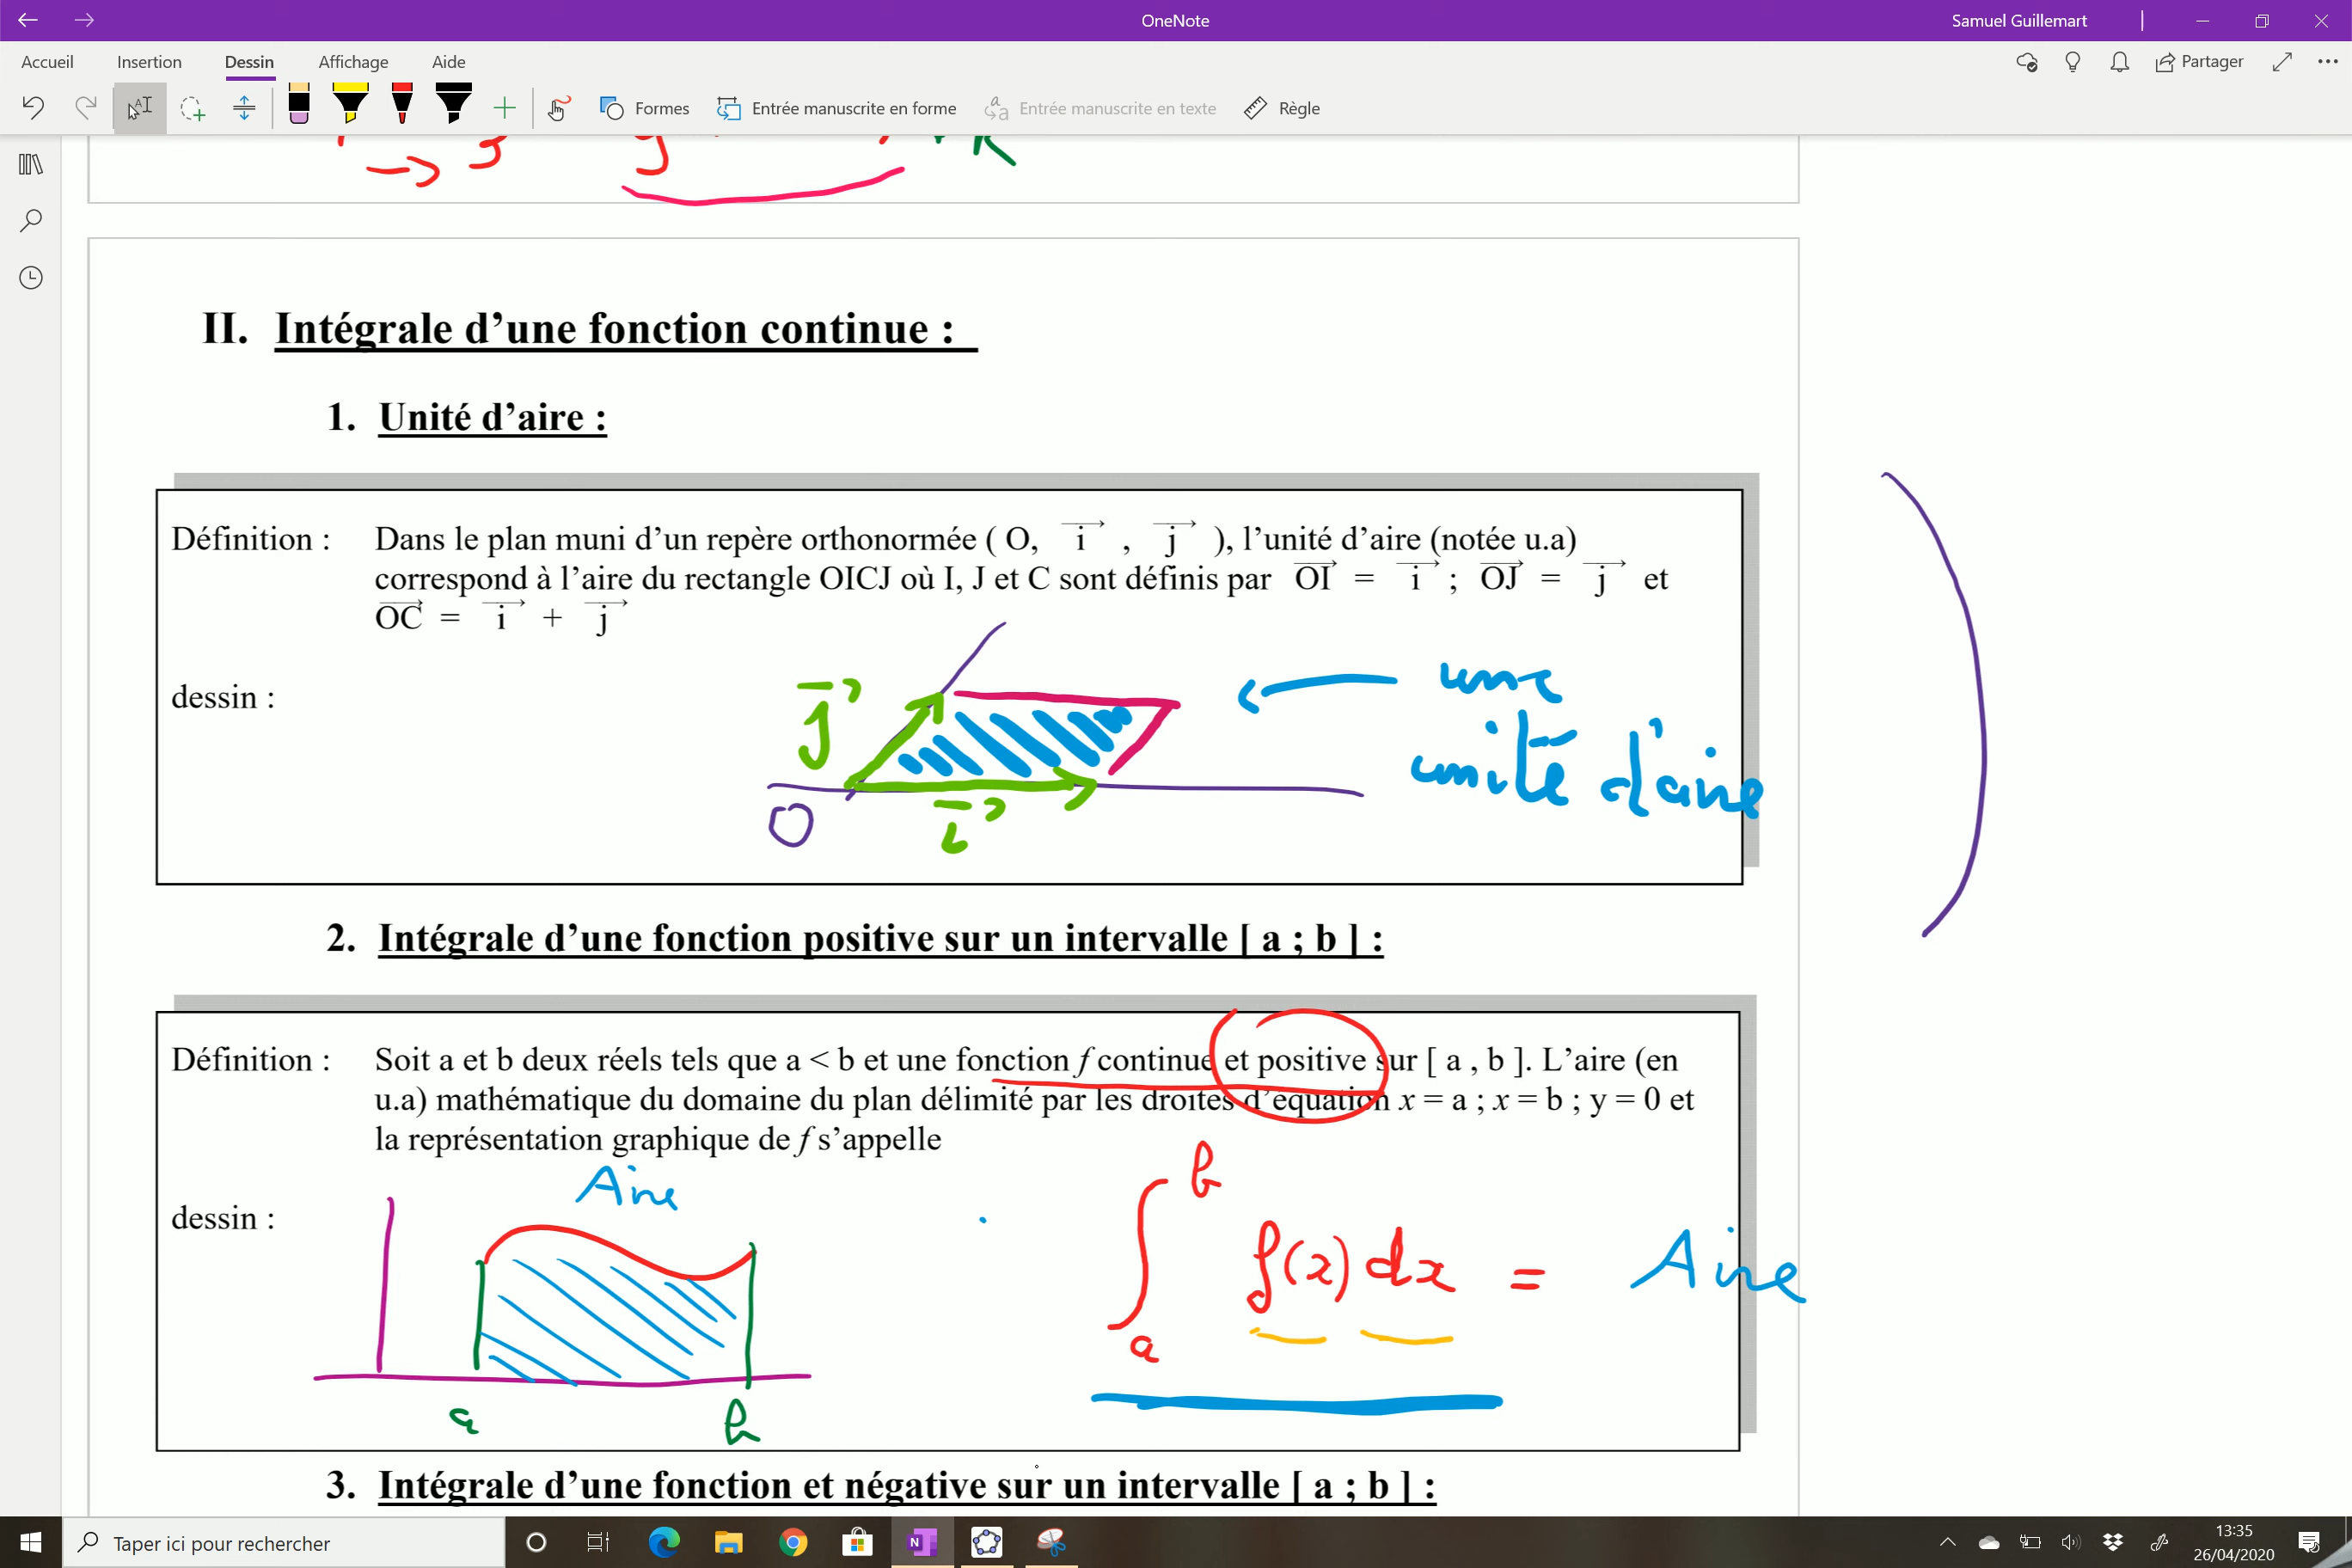 OneNote
Samuel Guillemart
Accueil Insertion Dessin Affichage Aide
Partager
Formes Entrée manuscrite en forme Entrée manuscrite en texte Règle
II. Intégrale d’une fonction continue :
1. Unité d’aire :
Définition : Dans le plan muni d’un repère orthonormée ( O, i , j ), l’unité d’aire (notée u.a)
correspond à l’aire du rectangle OICJ où I, J et C sont définis par OI = i ; OJ = j et
OC = i + j
dessin :
j
O
i
une
unité d'aire
2. Intégrale d’une fonction positive sur un intervalle [ a ; b ] :
Définition : Soit a et b deux réels tels que a < b et une fonction f continue et positive sur [ a , b ]. L’aire (en
u.a) mathématique du domaine du plan délimité par les droites d’équation x = a ; x = b ; y = 0 et
la représentation graphique de f s’appelle
dessin :
Aire
a b
∫ a b f(x) dx = Aire
3. Intégrale d’une fonction et négative sur un intervalle [ a ; b ] :
Taper ici pour rechercher
13:35
26/04/2020